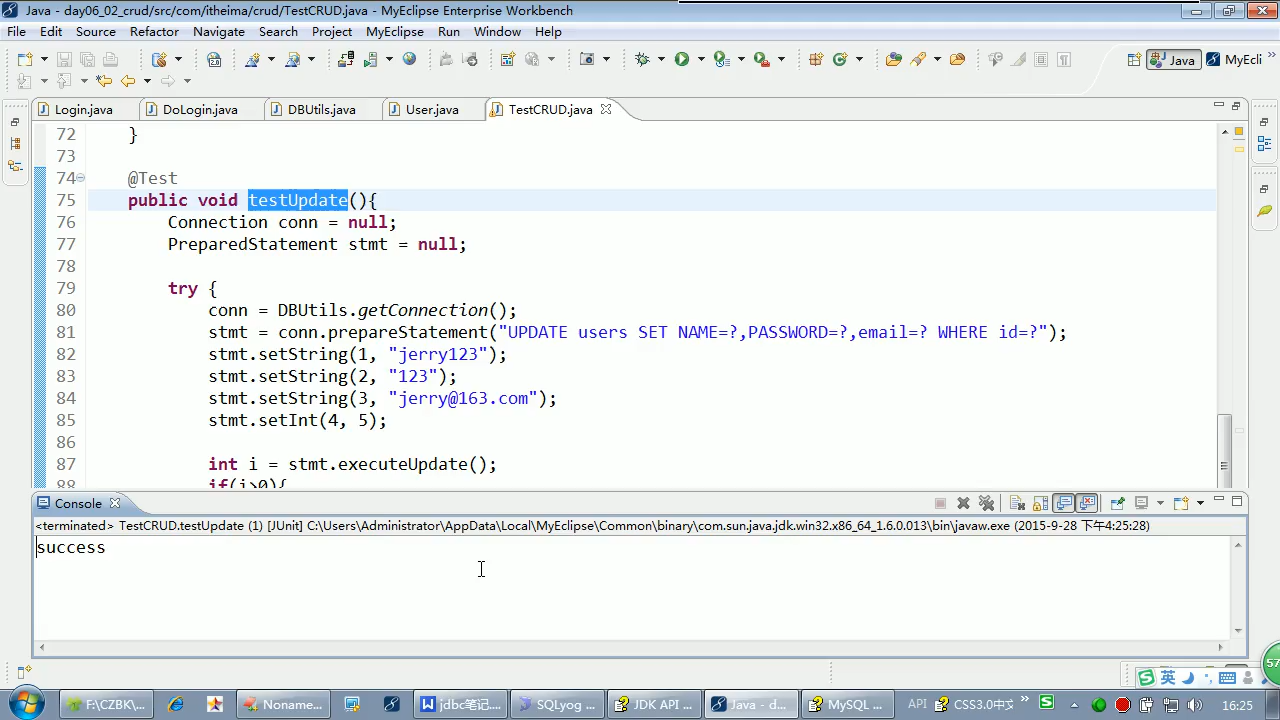 Java - day06_02_crud/src/com/itheima/crud/TestCRUD.java - MyEclipse Enterprise Workbench
File Edit Source Refactor Navigate Search Project MyEclipse Run Window Help
Java MyEcli
Login.java DoLogin.java DBUtils.java User.java TestCRUD.java
72 }
73
74 @Test
75 public void testUpdate(){
76 Connection conn = null;
77 PreparedStatement stmt = null;
78
79 try {
80 conn = DBUtils.getConnection();
81 stmt = conn.prepareStatement("UPDATE users SET NAME=?,PASSWORD=?,email=? WHERE id=?");
82 stmt.setString(1, "jerry123");
83 stmt.setString(2, "123");
84 stmt.setString(3, "jerry@163.com");
85 stmt.setInt(4, 5);
86
87 int i = stmt.executeUpdate();
88 if(i>0){
Console
<terminated> TestCRUD.testUpdate (1) [JUnit] C:\Users\Administrator\AppData\Local\MyEclipse\Common\binary\com.sun.java.jdk.win32.x86_64_1.6.0.013\bin\javaw.exe (2015-9-28 下午4:25:28)
success
57
英
F:\CZBK\... Noname... jdbc笔记... SQLyog ... JDK API ... Java - d... MySQL ... API CSS3.0中文 16:25